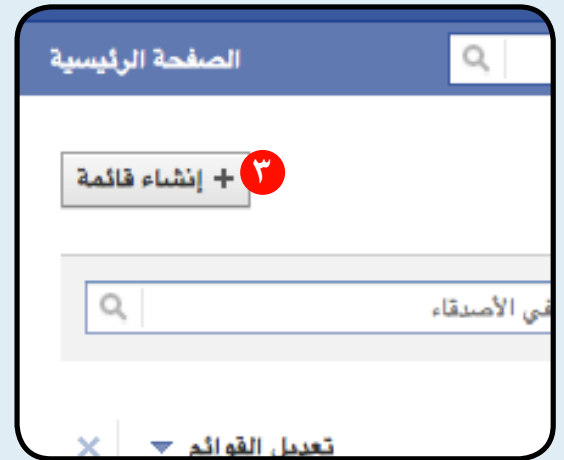 الصفحة الرئيسية
+ إنشاء قائمة
٣
في الأصدقاء
تعديل القوائم